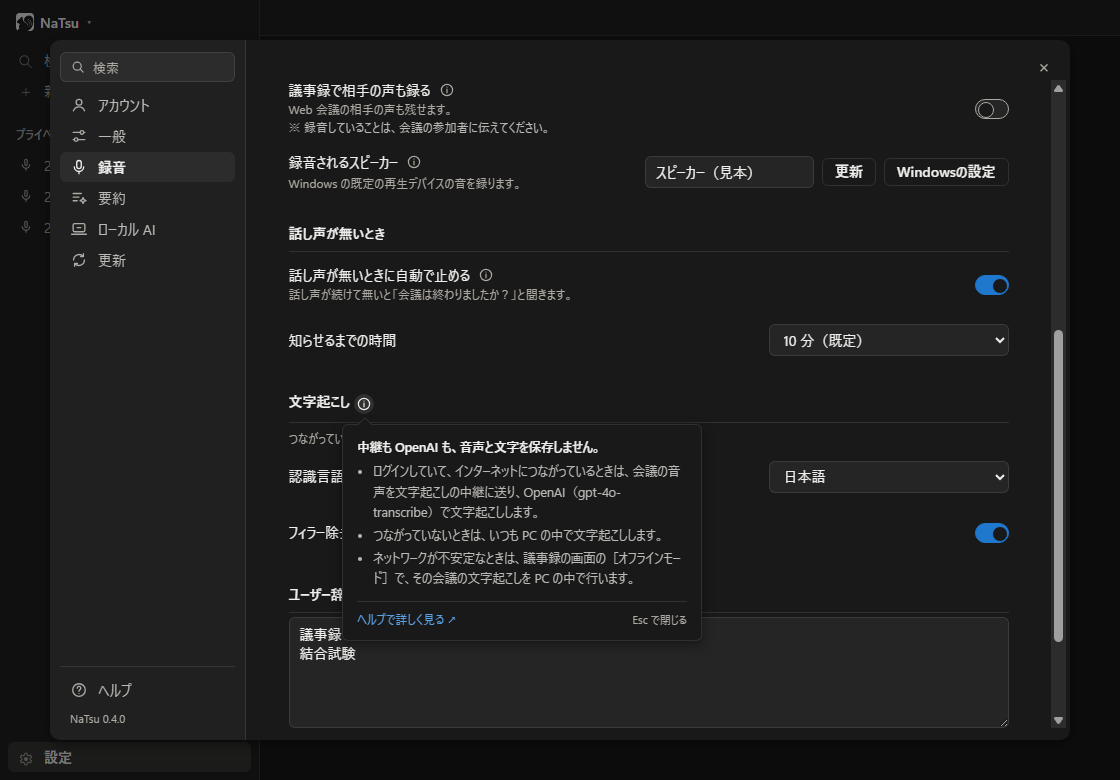 NaTsu
検索
アカウント
一般
録音
要約
ローカル AI
更新
ヘルプ
NaTsu 0.4.0
設定
プライベ
2
2
2
議事録で相手の声も録る
Web 会議の相手の声も残せます。
※ 録音していることは、会議の参加者に伝えてください。
録音されるスピーカー
Windows の既定の再生デバイスの音を録ります。
スピーカー（見本）
更新
Windowsの設定
話し声が無いとき
話し声が無いときに自動で止める
話し声が続けて無いと「会議は終わりましたか？」と聞きます。
知らせるまでの時間
10 分（既定）
文字起こし
つながってい
認識言語
日本語
フィラー除
ユーザー辞
議事録
結合試験
中継も OpenAI も、音声と文字を保存しません。
• ログインしていて、インターネットにつながっているときは、会議の音
声を文字起こしの中継に送り、OpenAI（gpt-4o-
transcribe）で文字起こしします。
• つながっていないときは、いつも PC の中で文字起こしします。
• ネットワークが不安定なときは、議事録の画面の［オフラインモー
ド］で、その会議の文字起こしを PC の中で行います。
ヘルプで詳しく見る ↗
Esc で閉じる